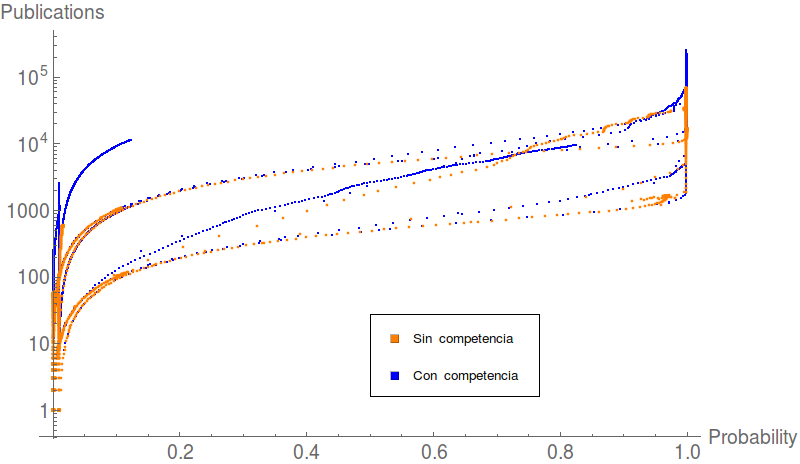 Publications
10^5
10^4
1000
100
10
1
Sin competencia
Con competencia
0.2 0.4 0.6 0.8 1.0
Probability